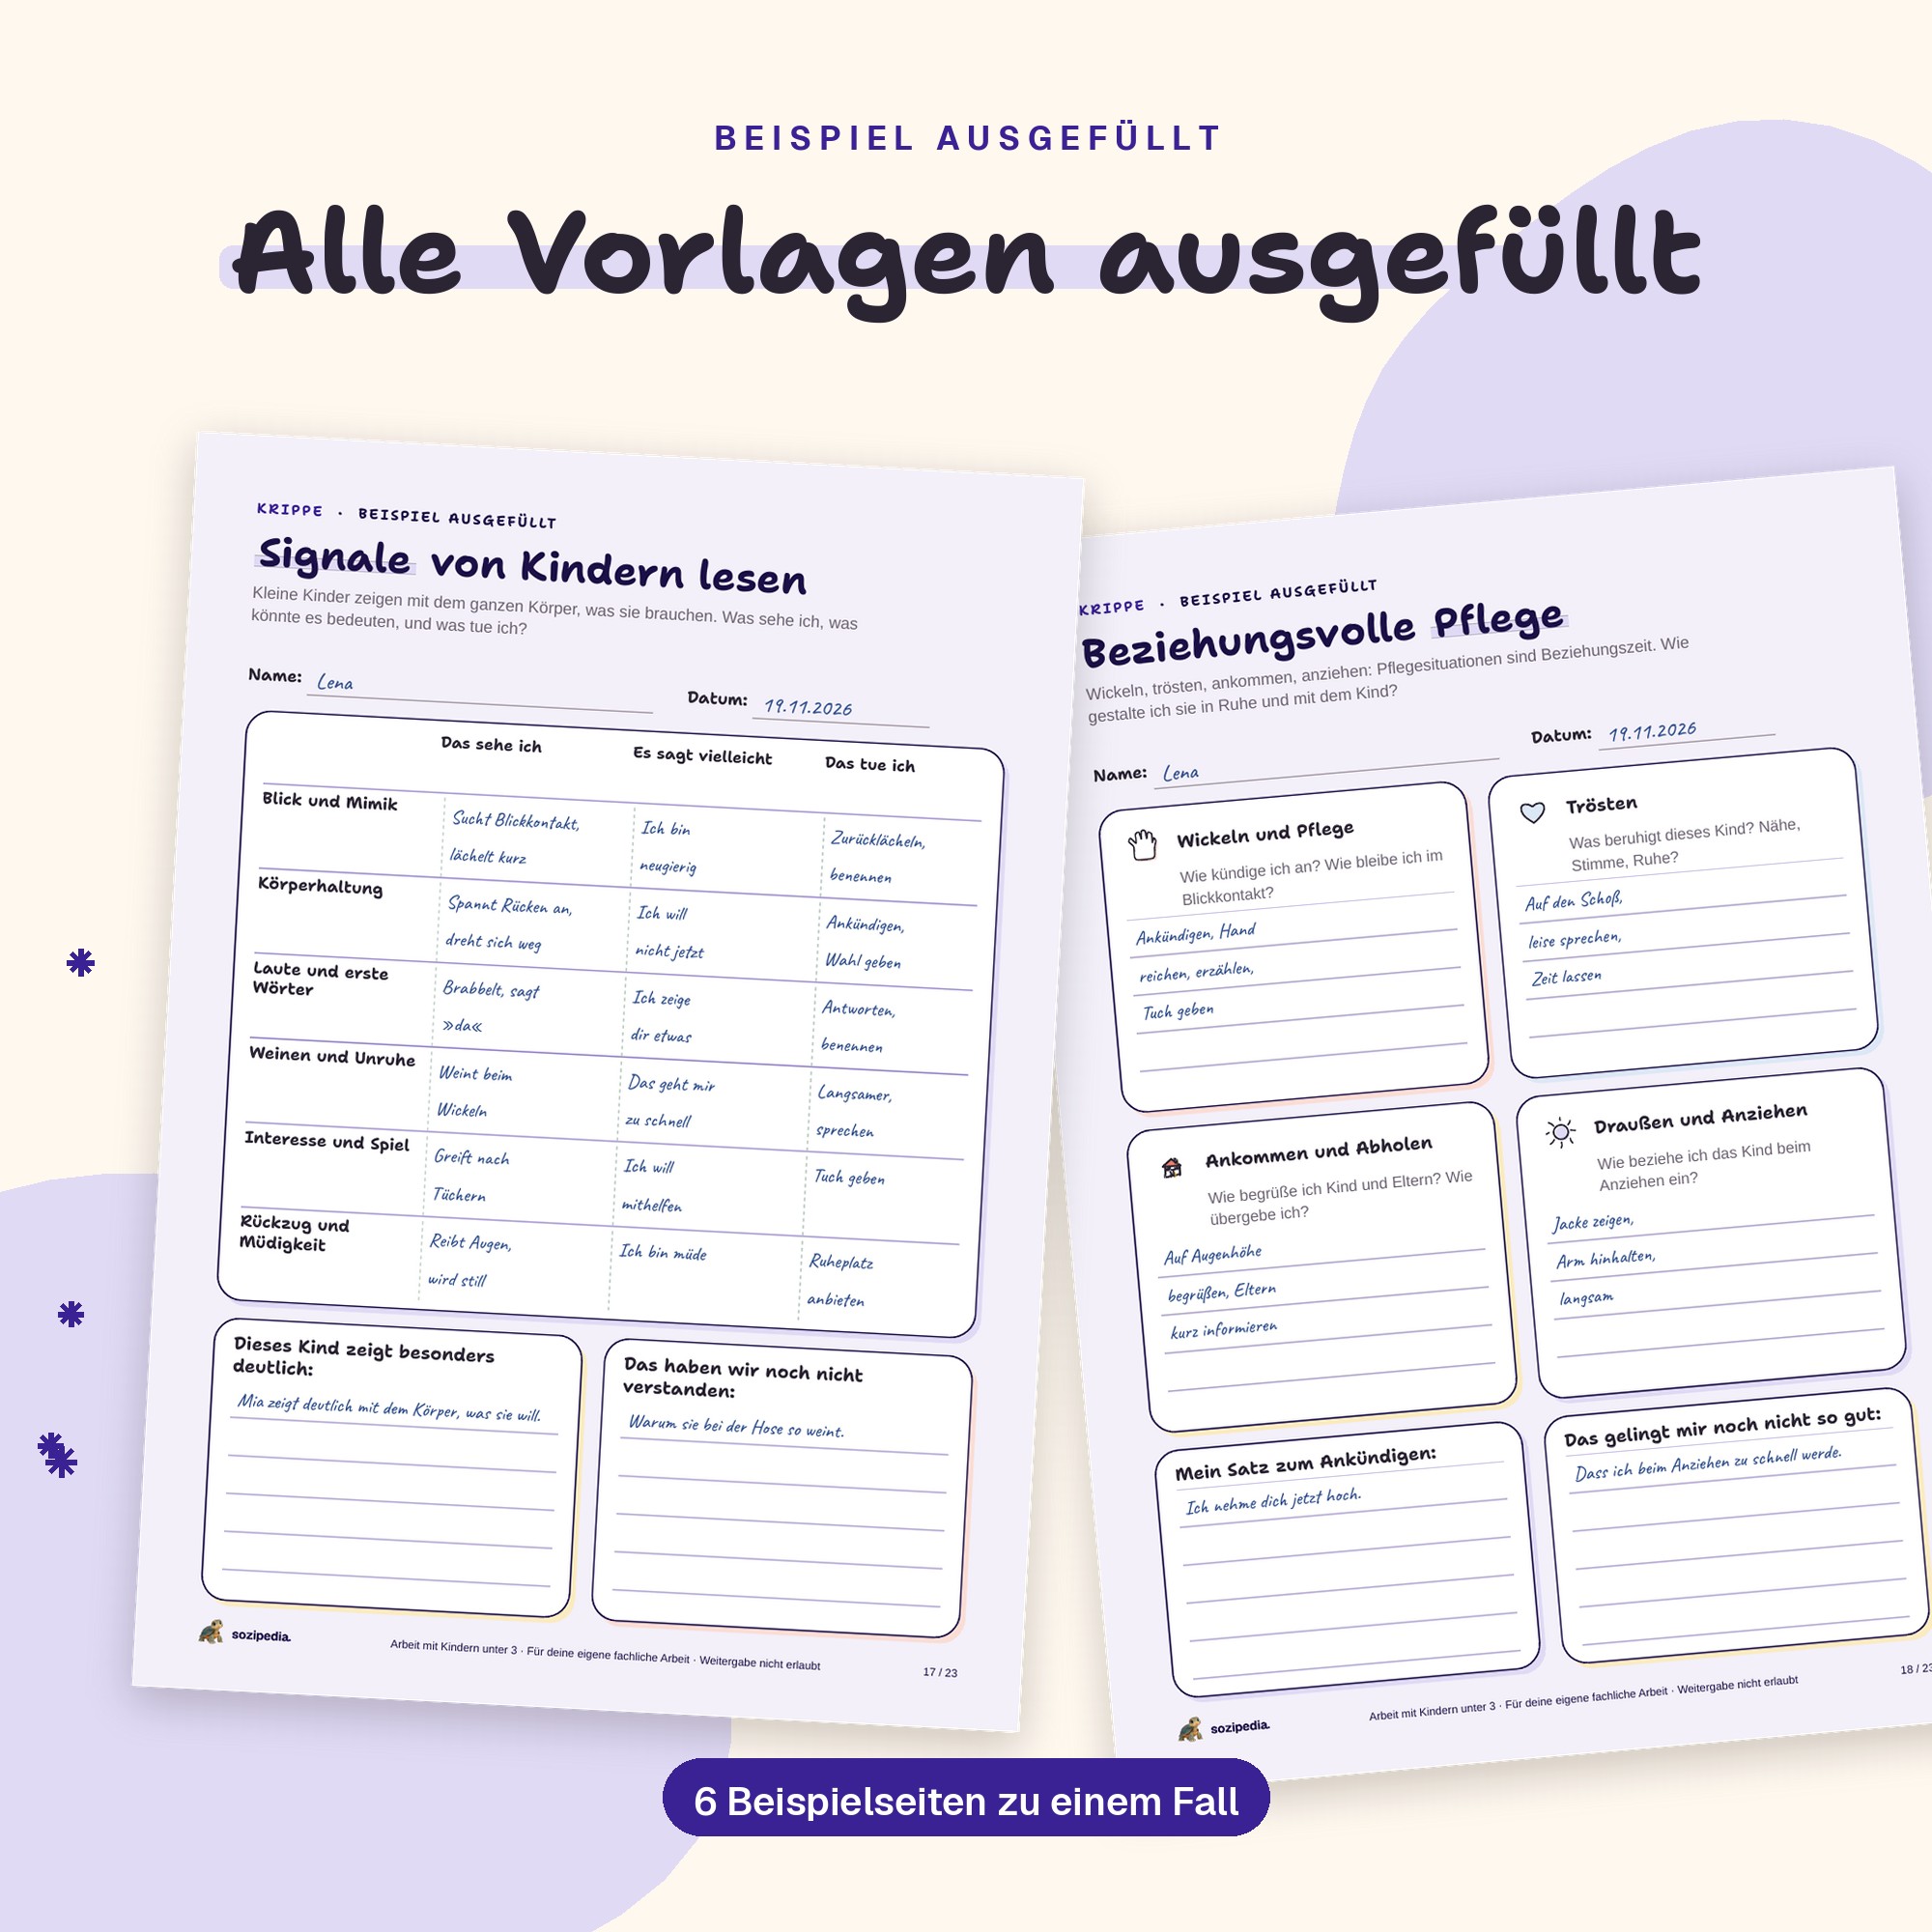 BEISPIEL AUSGEFÜLLT
Alle Vorlagen ausgefüllt
KRIPPE · BEISPIEL AUSGEFÜLLT
Signale von Kindern lesen
Kleine Kinder zeigen mit dem ganzen Körper, was sie brauchen. Was sehe ich, was
könnte es bedeuten, und was tue ich?
Name: Lena Datum: 19.11.2026
Das sehe ich Es sagt vielleicht Das tue ich
Blick und Mimik
Sucht Blickkontakt,
lächelt kurz
Ich bin
neugierig
Zurücklächeln,
benennen
Körperhaltung
Spannt Rücken an,
dreht sich weg
Ich will
nicht jetzt
Ankündigen,
Wahl geben
Laute und erste
Wörter
Brabbelt, sagt
»da«
Ich zeige
dir etwas
Antworten,
benennen
Weinen und Unruhe
Weint beim
Wickeln
Das geht mir
zu schnell
Langsamer,
sprechen
Interesse und Spiel
Greift nach
Tüchern
Ich will
mithelfen
Tuch geben
Rückzug und
Müdigkeit
Reibt Augen,
wird still
Ich bin müde
Ruheplatz
anbieten
Dieses Kind zeigt besonders
deutlich:
Mia zeigt deutlich mit dem Körper, was sie will.
Das haben wir noch nicht
verstanden:
Warum sie bei der Hose so weint.
sozipedia.
Arbeit mit Kindern unter 3 · Für deine eigene fachliche Arbeit · Weitergabe nicht erlaubt
17 / 23
KRIPPE · BEISPIEL AUSGEFÜLLT
Beziehungsvolle Pflege
Wickeln, trösten, ankommen, anziehen: Pflegesituationen sind Beziehungszeit. Wie
gestalte ich sie in Ruhe und mit dem Kind?
Name: Lena Datum: 19.11.2026
Wickeln und Pflege
Wie kündige ich an? Wie bleibe ich im
Blickkontakt?
Ankündigen, Hand
reichen, erzählen,
Tuch geben
Trösten
Was beruhigt dieses Kind? Nähe,
Stimme, Ruhe?
Auf den Schoß,
leise sprechen,
Zeit lassen
Ankommen und Abholen
Wie begrüße ich Kind und Eltern? Wie
übergebe ich?
Auf Augenhöhe
begrüßen, Eltern
kurz informieren
Draußen und Anziehen
Wie beziehe ich das Kind beim
Anziehen ein?
Jacke zeigen,
Arm hinhalten,
langsam
Mein Satz zum Ankündigen:
Ich nehme dich jetzt hoch.
Das gelingt mir noch nicht so gut:
Dass ich beim Anziehen zu schnell werde.
sozipedia.
Arbeit mit Kindern unter 3 · Für deine eigene fachliche Arbeit · Weitergabe nicht erlaubt
18 / 23
6 Beispielseiten zu einem Fall